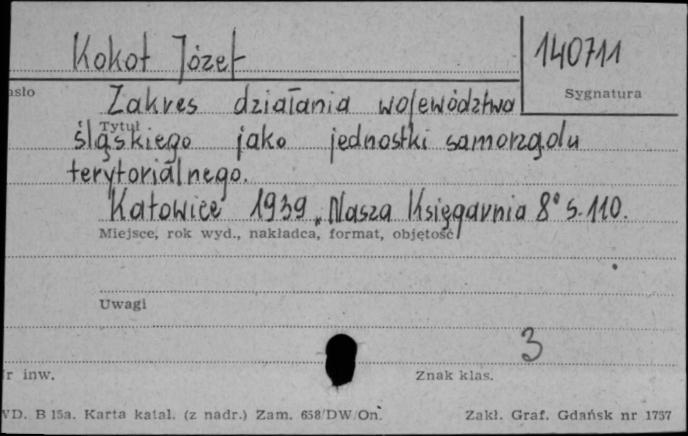 Kokot Józef
140711
asło
Sygnatura
Zakres działania województwa
Tytuł
śląskiego jako jednostki samorządu
terytorialnego.
Katowice 1939. Nasza Księgarnia 8° s. 110.
Miejsce, rok wyd., nakładca, format, objętość
Uwagi
3
r inw.
Znak klas.
WD. B 15a. Karta katal. (z nadr.) Zam. 658/DW/On.
Zakł. Graf. Gdańsk nr 1757